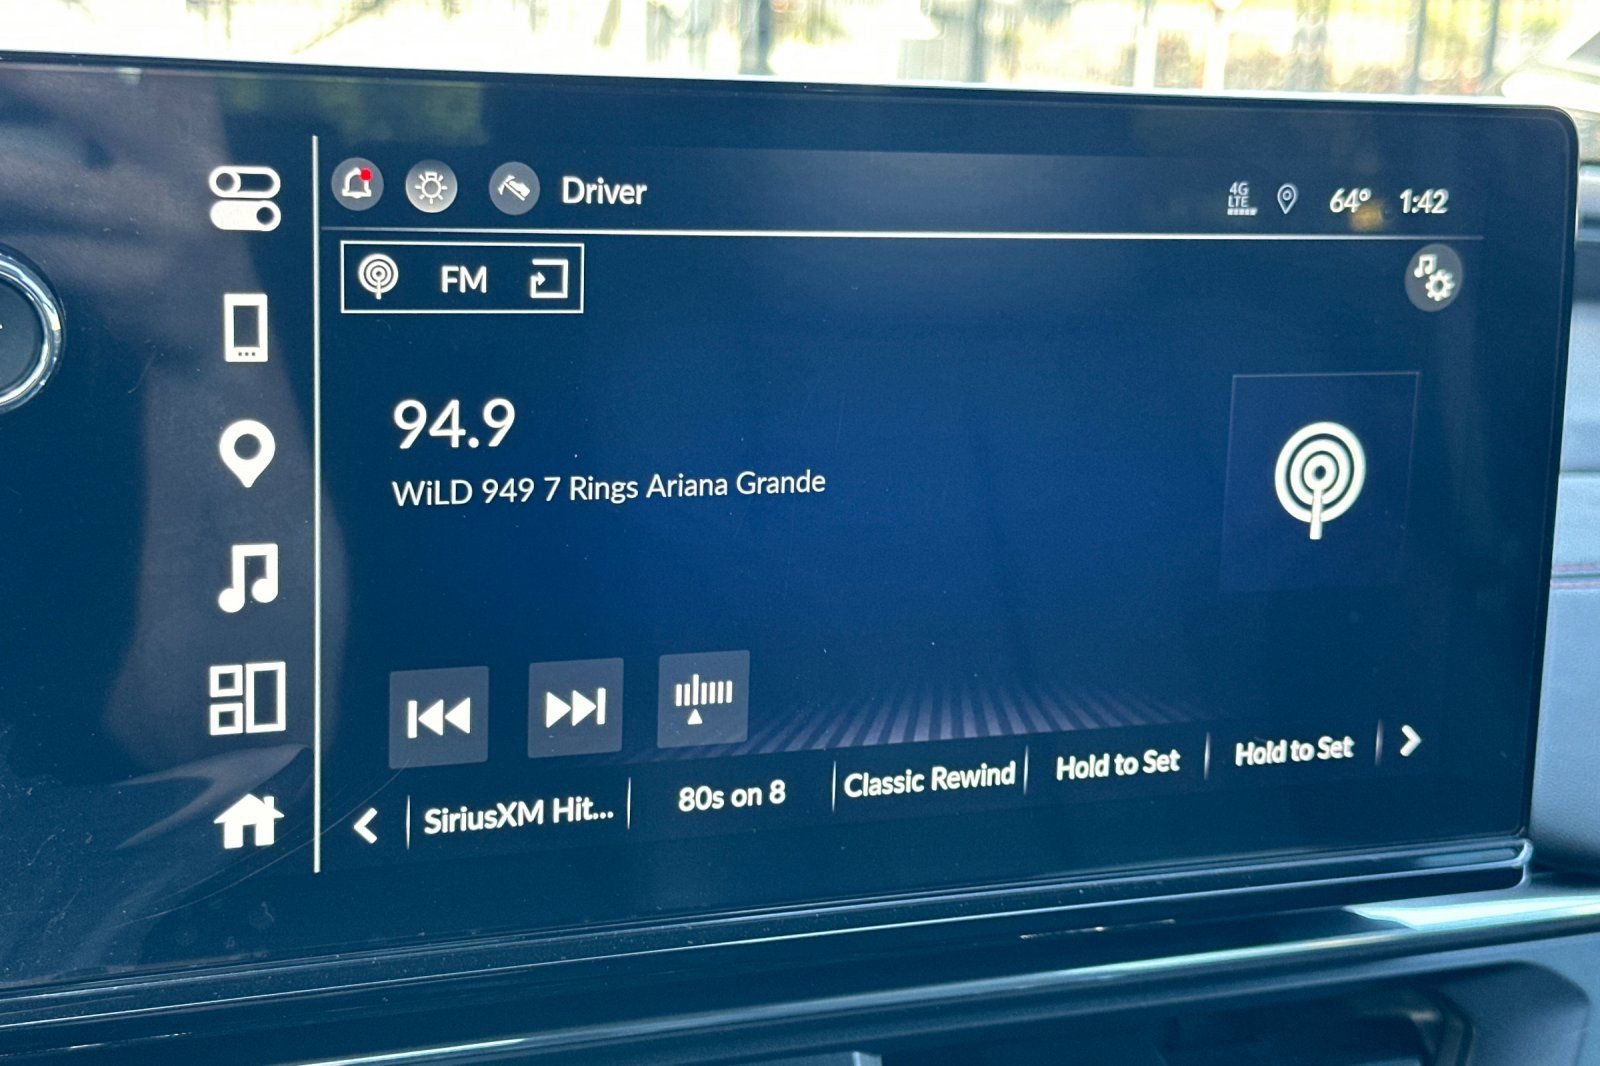 Driver
4G
LTE
64° 1:42
FM
94.9
WiLD 949 7 Rings Ariana Grande
SiriusXM Hit... 80s on 8 Classic Rewind Hold to Set Hold to Set